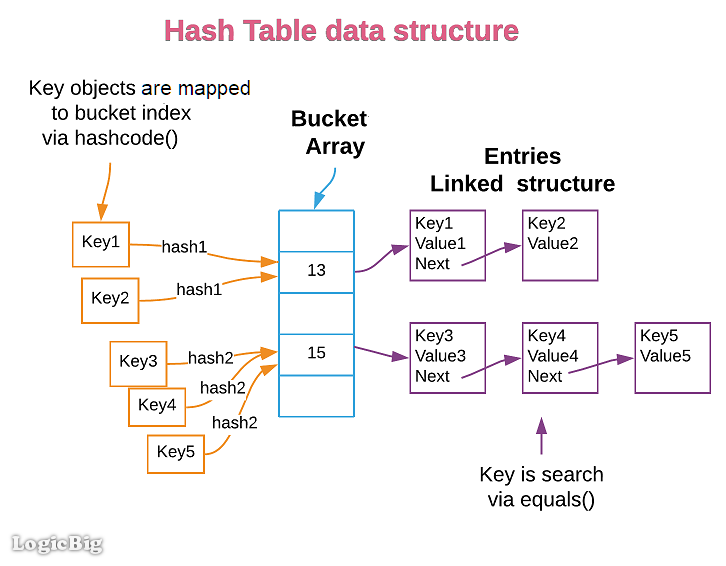 Hash Table data structure
Key objects are mapped
to bucket index
via hashcode()
Bucket
Array
Entries
Linked structure
Key1
hash1
Key2
hash1
Key3
hash2
Key4
hash2
Key5
hash2
13
15
Key1
Value1
Next
Key2
Value2
Key3
Value3
Next
Key4
Value4
Next
Key5
Value5
Key is search
via equals()
LogicBig